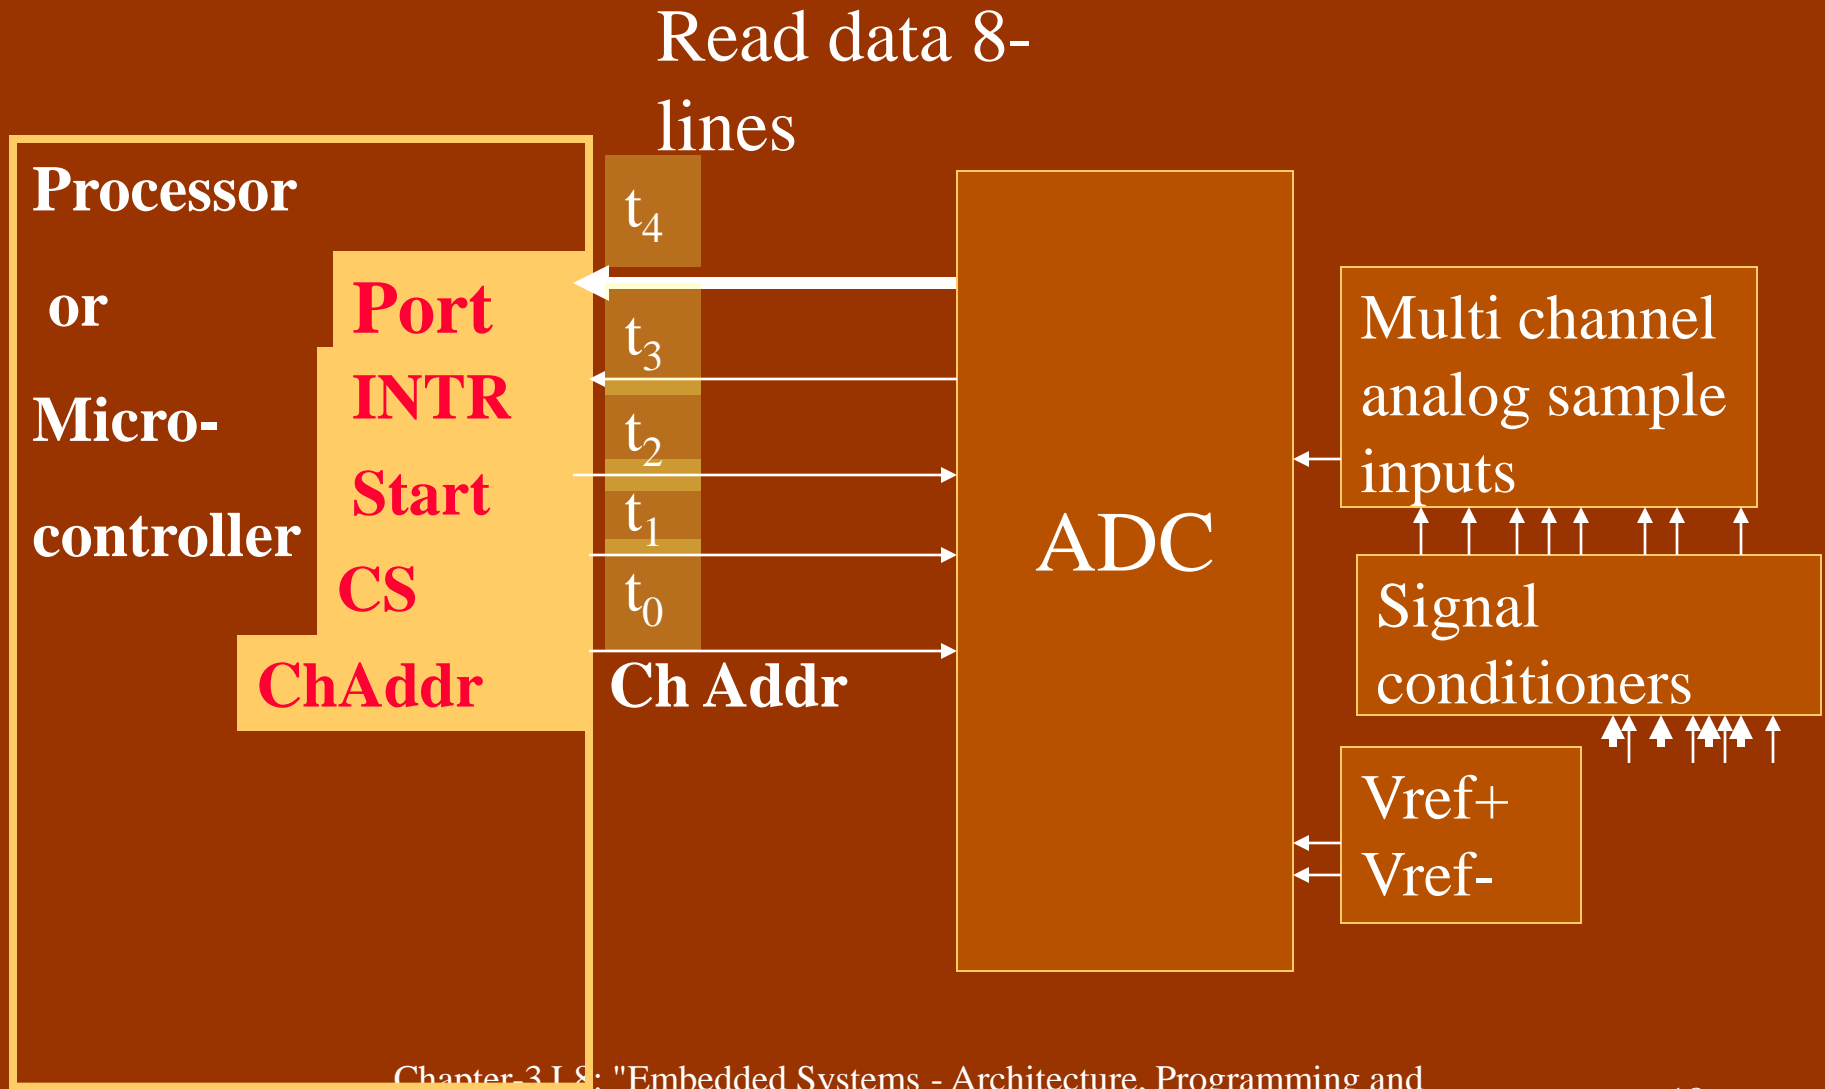 Read data 8-
lines
Processor
or
Micro-
controller
Port
INTR
Start
CS
ChAddr
t4
t3
t2
t1
t0
Ch Addr
ADC
Multi channel
analog sample
inputs
Signal
conditioners
Vref+
Vref-
Chapter-3 L8: "Embedded Systems - Architecture, Programming and